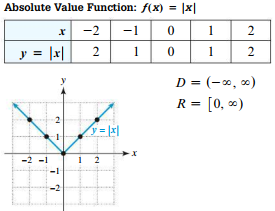 Absolute Value Function: f(x) = |x|
x −2 −1 0 1 2
y = |x| 2 1 0 1 2
D = (−∞, ∞)
R = [0, ∞)
y
2
1
y = |x|
x
−2 −1 1 2
−1
−2